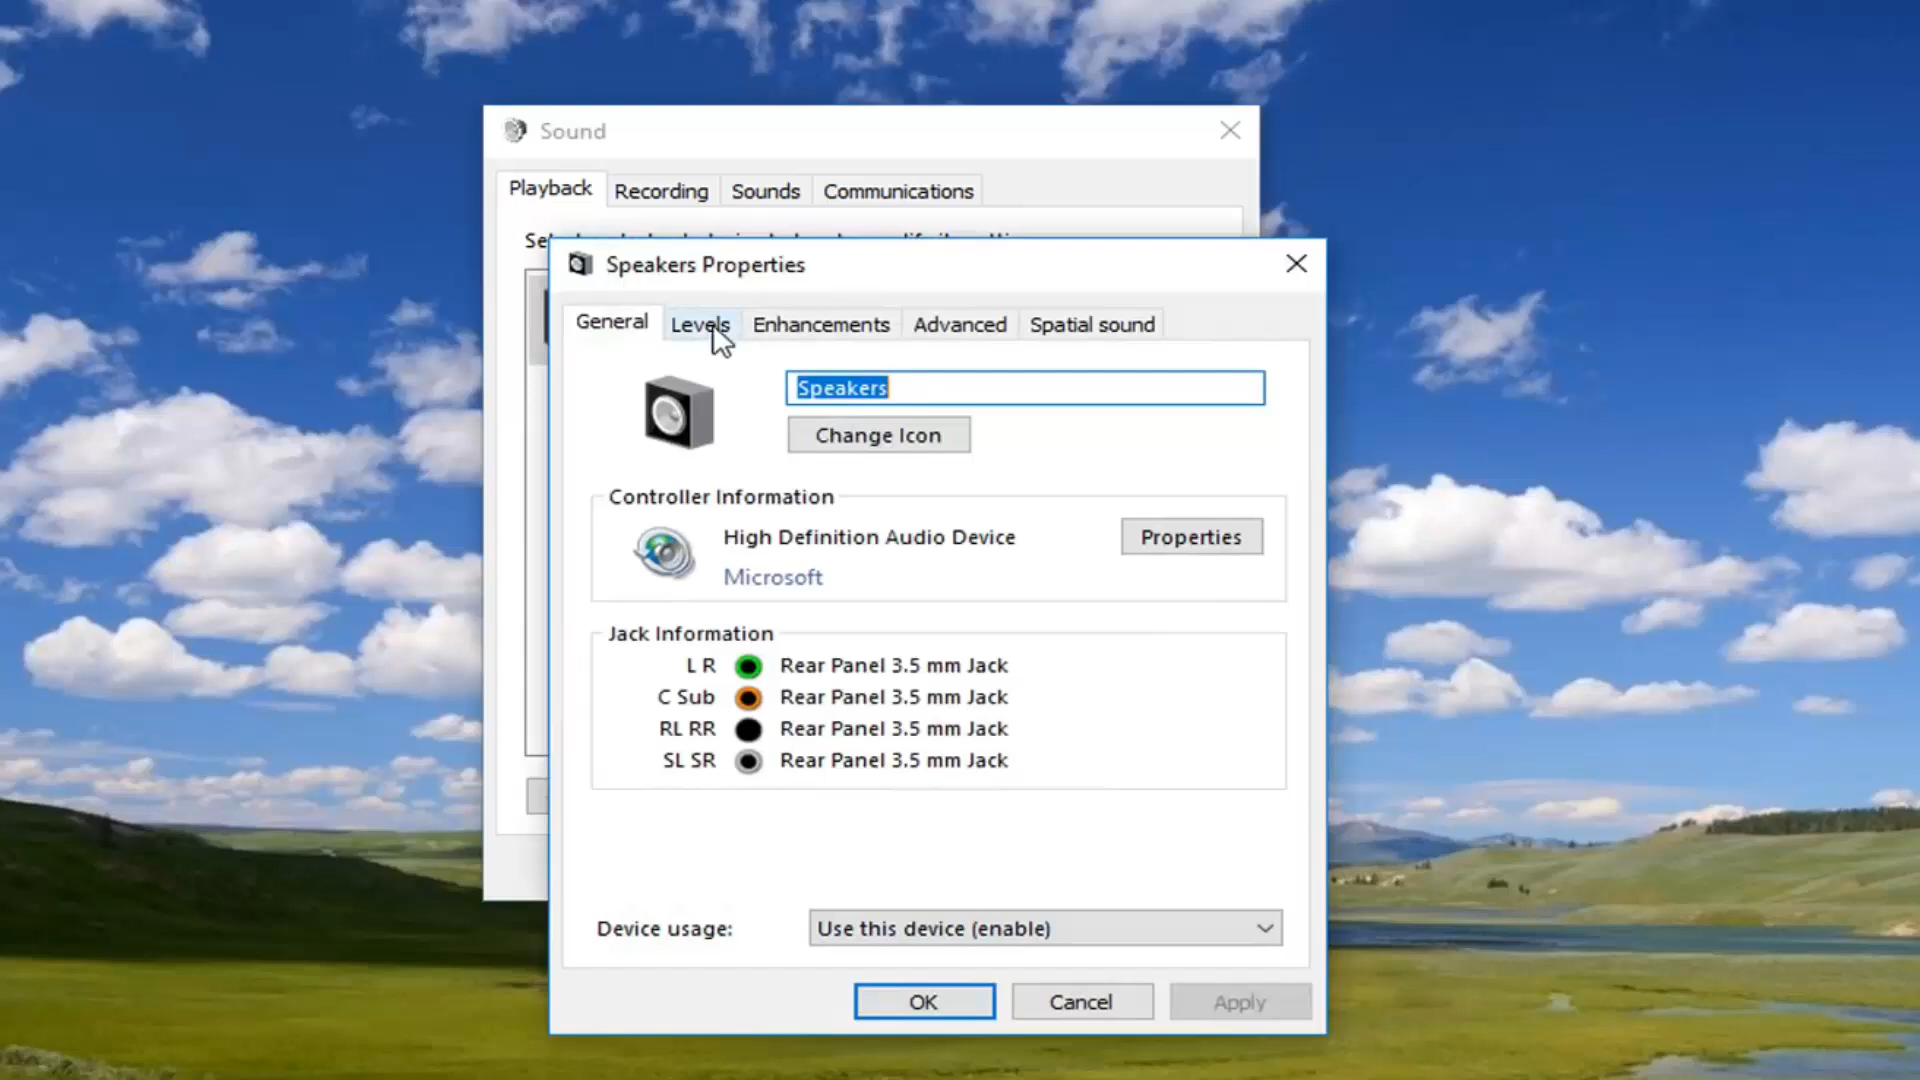 Sound
Playback Recording Sounds Communications
Speakers Properties
General Levels Enhancements Advanced Spatial sound
Speakers
Change Icon
Controller Information
High Definition Audio Device Properties
Microsoft
Jack Information
L R Rear Panel 3.5 mm Jack
C Sub Rear Panel 3.5 mm Jack
RL RR Rear Panel 3.5 mm Jack
SL SR Rear Panel 3.5 mm Jack
Device usage: Use this device (enable)
OK Cancel Apply